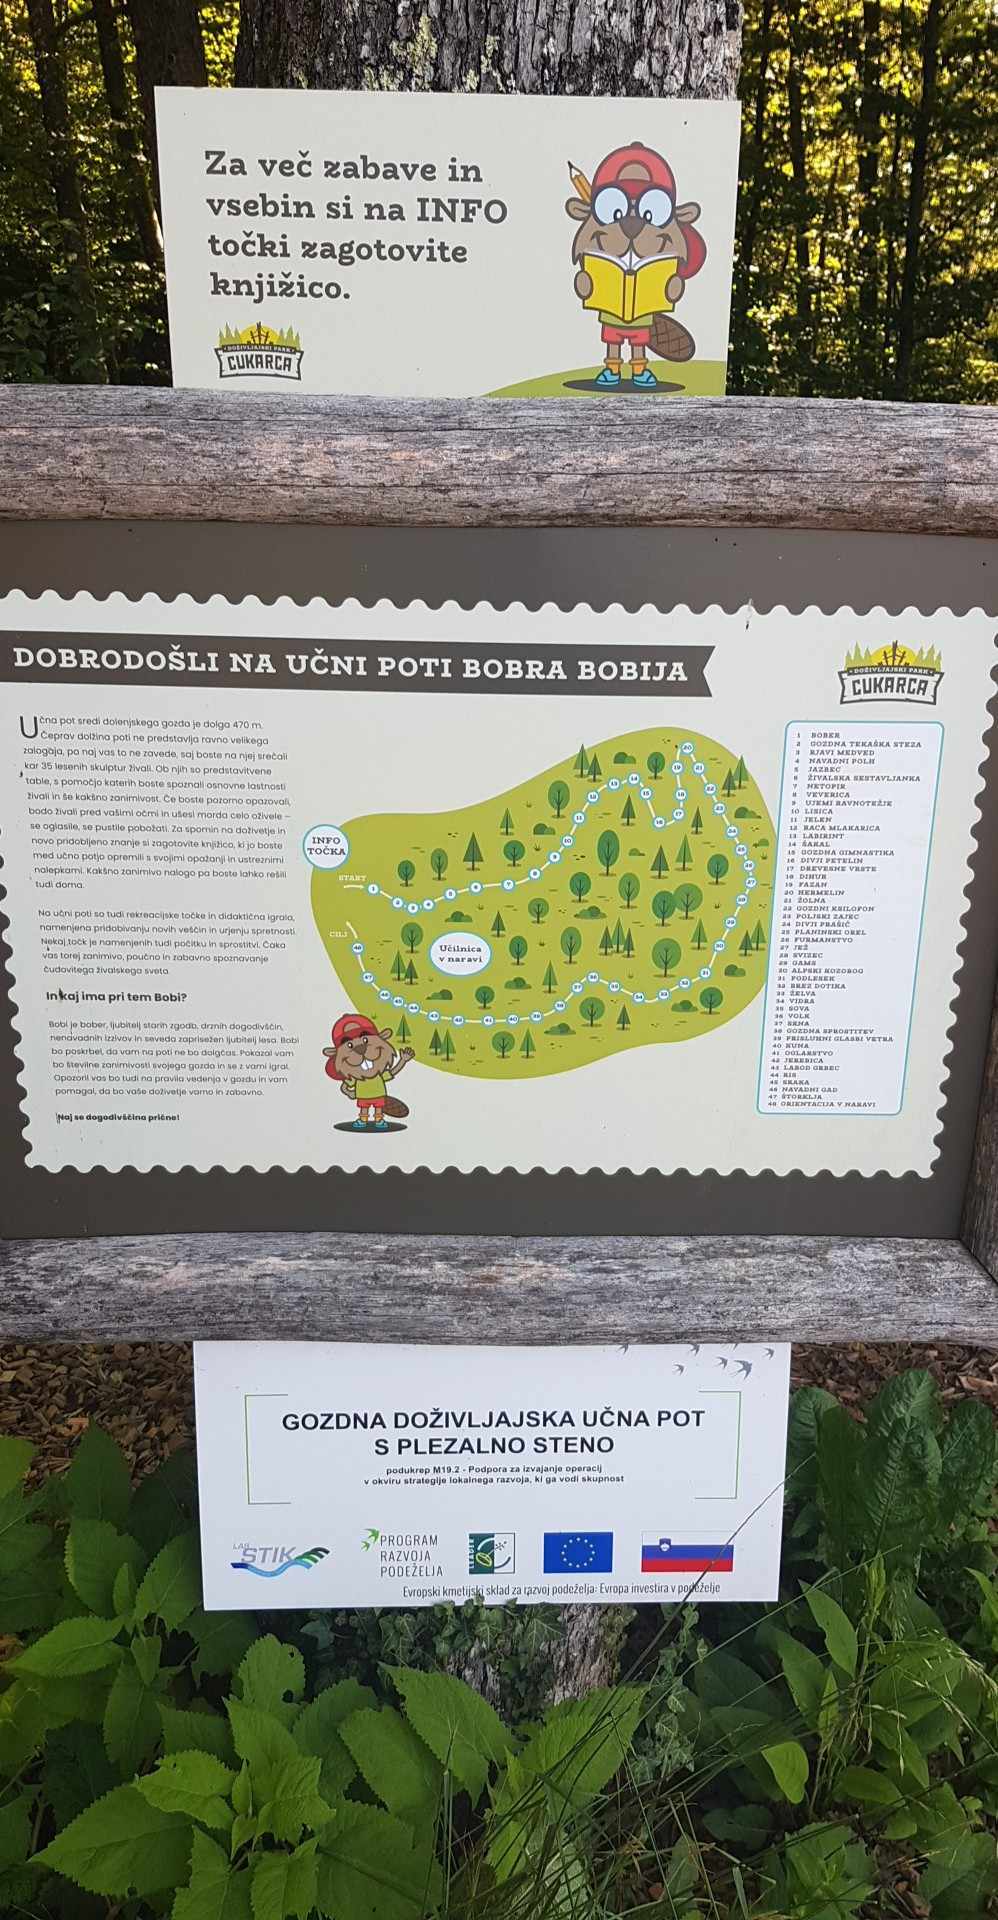 Za več zabave in
vsebin si na INFO
točki zagotovite
knjižico.
DOŽIVLJAJSKI PARK
CUKARCA
DOBRODOŠLI NA UČNI POTI BOBRA BOBIJA
DOŽIVLJAJSKI PARK
CUKARCA
Učna pot sredi dolenjskega gozda je dolga 470 m.
Čeprav dolžina poti ne predstavlja ravno velikega
zalogaja, pa naj vas to ne zavede, saj boste na njej srečali
kar 35 lesenih skulptur živali. Ob njih so predstavitvene
table, s pomočjo katerih boste spoznali osnovne lastnosti
živali in še kakšno zanimivost. Če boste pozorno opazovali,
bodo živali pred vašimi očmi in ušesi morda celo oživele –
se oglasile, se pustile pobožati. Za spomin na doživetje in
novo pridobljeno znanje si zagotovite knjižico, ki jo boste
med učno potjo opremili s svojimi opažanji in ustreznimi
nalepkami. Kakšno zanimivo nalogo pa boste lahko rešili
tudi doma.
Na učni poti so tudi rekreacijske točke in didaktična igrala,
namenjena pridobivanju novih veščin in urjenju spretnosti.
Nekaj točk je namenjenih tudi počitku in sprostitvi. Čaka
vas torej zanimivo, poučno in zabavno spoznavanje
čudovitega živalskega sveta.
In kaj ima pri tem Bobi?
Bobi je bober, ljubitelj starih zgodb, drznih dogodivščin,
nenavadnih izzivov in seveda zaprisežen ljubitelj lesa. Bobi
bo poskrbel, da vam na poti ne bo dolgčas. Pokazal vam
bo številne zanimivosti svojega gozda in se z vami igral.
Opozoril vas bo tudi na pravila vedenja v gozdu in vam
pomagal, da bo vaše doživetje varno in zabavno.
Naj se dogodivščina prične!
INFO
TOČKA
START
CILJ
Učilnica
v naravi
1 BOBER
2 GOZDNA TEKAŠKA STEZA
3 RJAVI MEDVED
4 NAVADNI POLH
5 JAZBEC
6 ŽIVALSKA SESTAVLJANKA
7 NETOPIR
8 VEVERICA
9 UJEMI RAVNOTEŽJE
10 LISICA
11 JELEN
12 RACA MLAKARICA
13 LABIRINT
14 ŠAKAL
15 GOZDNA GIMNASTIKA
16 DIVJI PETELIN
17 DREVESNE VRSTE
18 DIHUR
19 FAZAN
20 HERMELIN
21 ŽOLNA
22 GOZDNI KSILOFON
23 POLJSKI ZAJEC
24 DIVJI PRAŠIČ
25 PLANINSKI OREL
26 FURMANSTVO
27 JEŽ
28 SVIZEC
29 GAMS
30 ALPSKI KOZOROG
31 PODLESEK
32 BREZ DOTIKA
33 ŽELVA
34 VIDRA
35 SOVA
36 VOLK
37 SRNA
38 GOZDNA SPROSTITEV
39 PRISLUHNI GLASBI VETRA
40 KUNA
41 OGLARSTVO
42 JEREBICA
43 LABOD GRBEC
44 RIS
45 SRAKA
46 NAVADNI GAD
47 ŠTORKLJA
48 ORIENTACIJA V NARAVI
GOZDNA DOŽIVLJAJSKA UČNA POT
S PLEZALNO STENO
podukrep M19.2 - Podpora za izvajanje operacij
v okviru strategije lokalnega razvoja, ki ga vodi skupnost
LAS STIK
PROGRAM
RAZVOJA
PODEŽELJA
LEADER
Evropski kmetijski sklad za razvoj podeželja: Evropa investira v podeželje